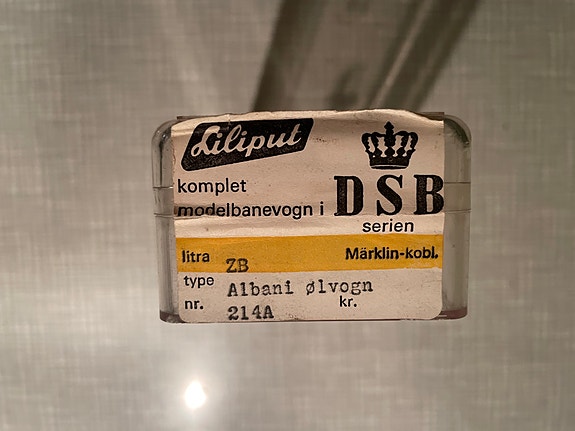 Liliput
komplet
modelbanevogn i DSB
serien
litra ZB Märklin-kobl.
type Albani ølvogn
nr. 214A kr.